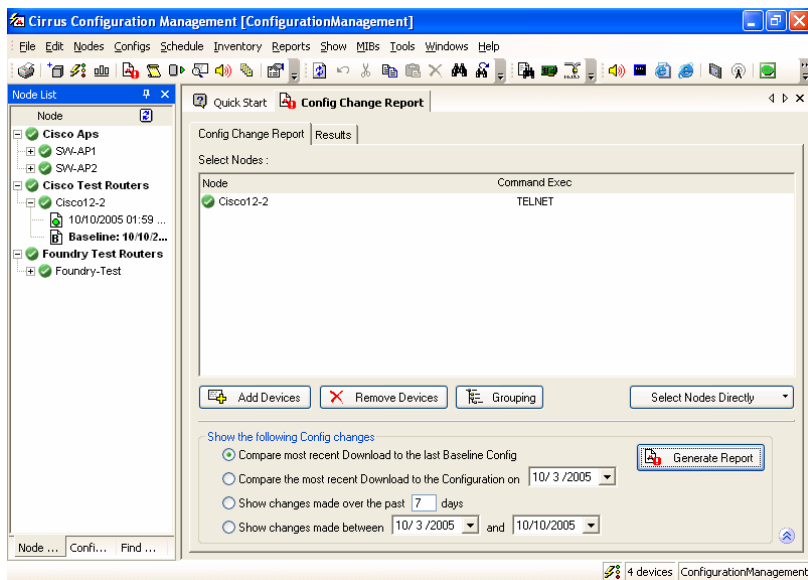 Cirrus Configuration Management [ConfigurationManagement]
File Edit Nodes Configs Schedule Inventory Reports Show MIBs Tools Windows Help
Node List
Node
Cisco Aps
SW-AP1
SW-AP2
Cisco Test Routers
Cisco12-2
10/10/2005 01:59 ...
B Baseline: 10/10/2...
Foundry Test Routers
Foundry-Test
Node ... Confi... Find ...
Quick Start Config Change Report
Config Change Report Results
Select Nodes :
Node Command Exec
Cisco12-2 TELNET
Add Devices Remove Devices Grouping Select Nodes Directly
Show the following Config changes
Compare most recent Download to the last Baseline Config
Generate Report
Compare the most recent Download to the Configuration on 10/ 3 /2005
Show changes made over the past 7 days
Show changes made between 10/ 3 /2005 and 10/10/2005
4 devices ConfigurationManagement